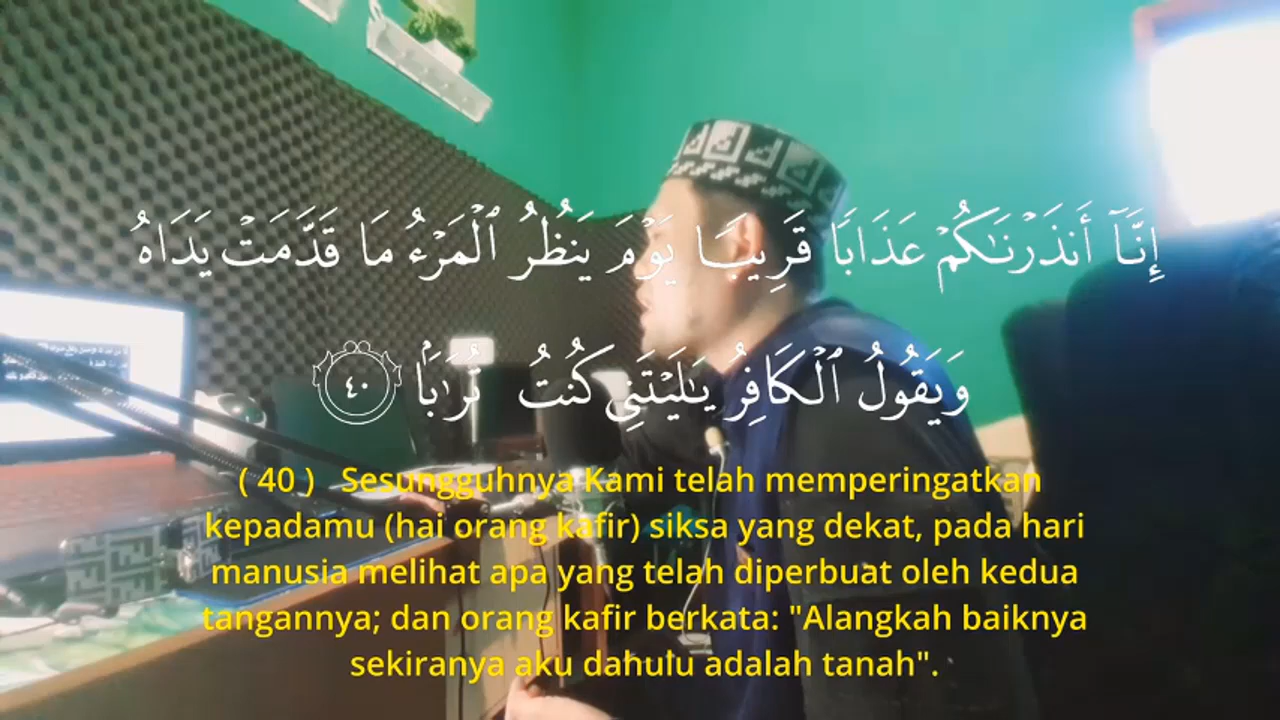 إِنَّآ أَنذَرْنَـٰكُمْ عَذَابًا قَرِيبًا يَوْمَ يَنظُرُ ٱلْمَرْءُ مَا قَدَّمَتْ يَدَاهُ
وَيَقُولُ ٱلْكَافِرُ يَـٰلَيْتَنِى كُنتُ تُرَٰبًۢا ٤٠
( 40 ) Sesungguhnya Kami telah memperingatkan
kepadamu (hai orang kafir) siksa yang dekat, pada hari
manusia melihat apa yang telah diperbuat oleh kedua
tangannya; dan orang kafir berkata: "Alangkah baiknya
sekiranya aku dahulu adalah tanah".